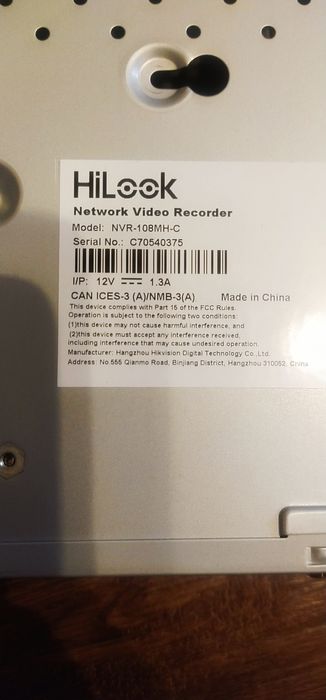 HiLook
Network Video Recorder
Model: NVR-108MH-C
Serial No.: C70540375
I/P: 12V ⎓ 1.3A
CAN ICES-3 (A)/NMB-3(A) Made in China
This device complies with Part 15 of the FCC Rules.
Operation is subject to the following two conditions:
(1)this device may not cause harmful interference, and
(2)this device must accept any interference received,
including interference that may cause undesired operation.
Manufacturer: Hangzhou Hikvision Digital Technology Co.,Ltd.
Address: No.555 Qianmo Road, Binjiang District, Hangzhou 310052, China